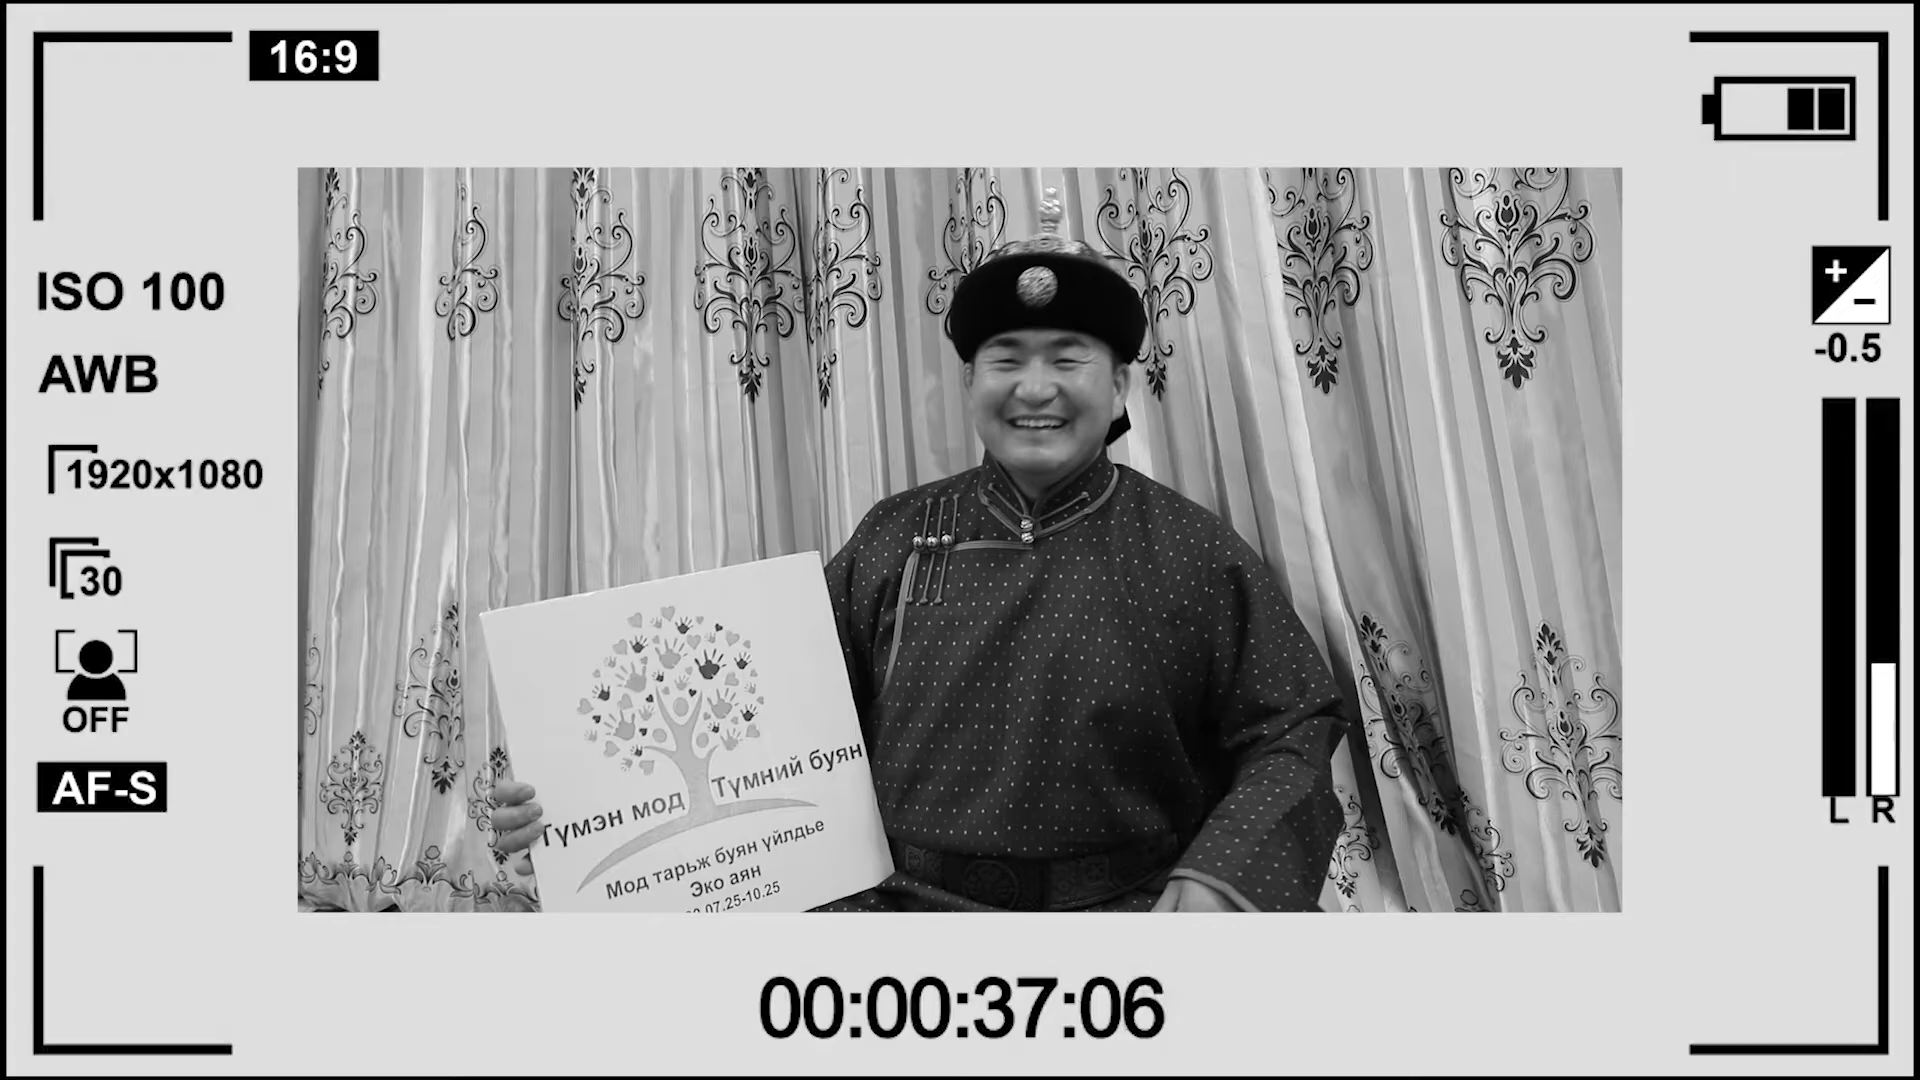 16:9
ISO 100
AWB
1920x1080
30
OFF
AF-S
+
-
-0.5
L R
Түмэн мод Түмний буян
Мод тарьж буян үйлдье
Эко аян
07.25-10.25
00:00:37:06